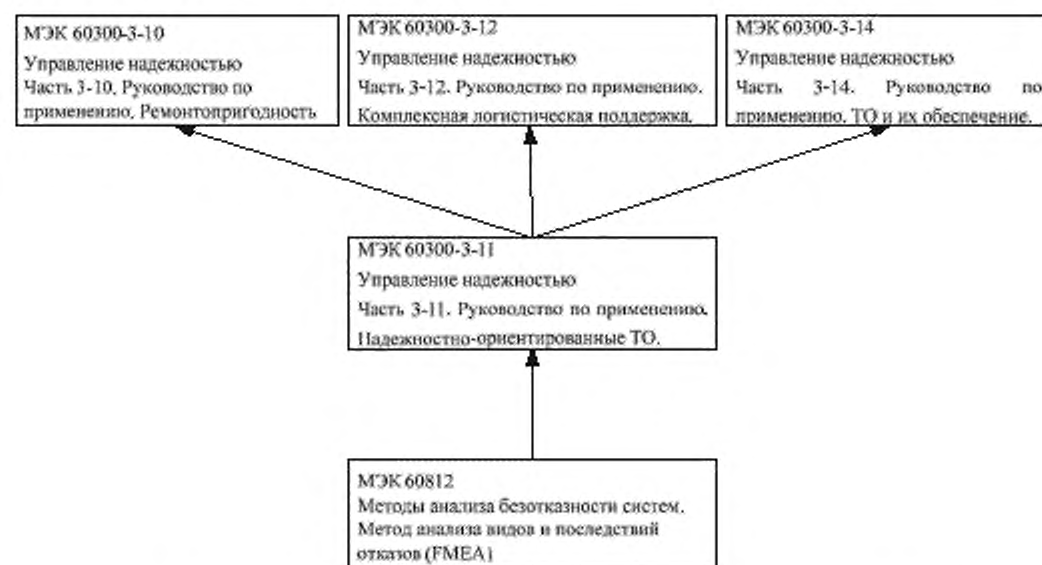 МЭК 60300-3-10
Управление надежностью
Часть 3-10. Руководство по
применению. Ремонтопригодность
МЭК 60300-3-12
Управление надежностью
Часть 3-12. Руководство по применению.
Комплексная логистическая поддержка.
МЭК 60300-3-14
Управление надежностью
Часть 3-14. Руководство по
применению. ТО и их обеспечение.
МЭК 60300-3-11
Управление надежностью
Часть 3-11. Руководство по применению.
Надежностно-ориентированные ТО.
МЭК 60812
Методы анализа безотказности систем.
Метод анализа видов и последствий
отказов (FMEA)